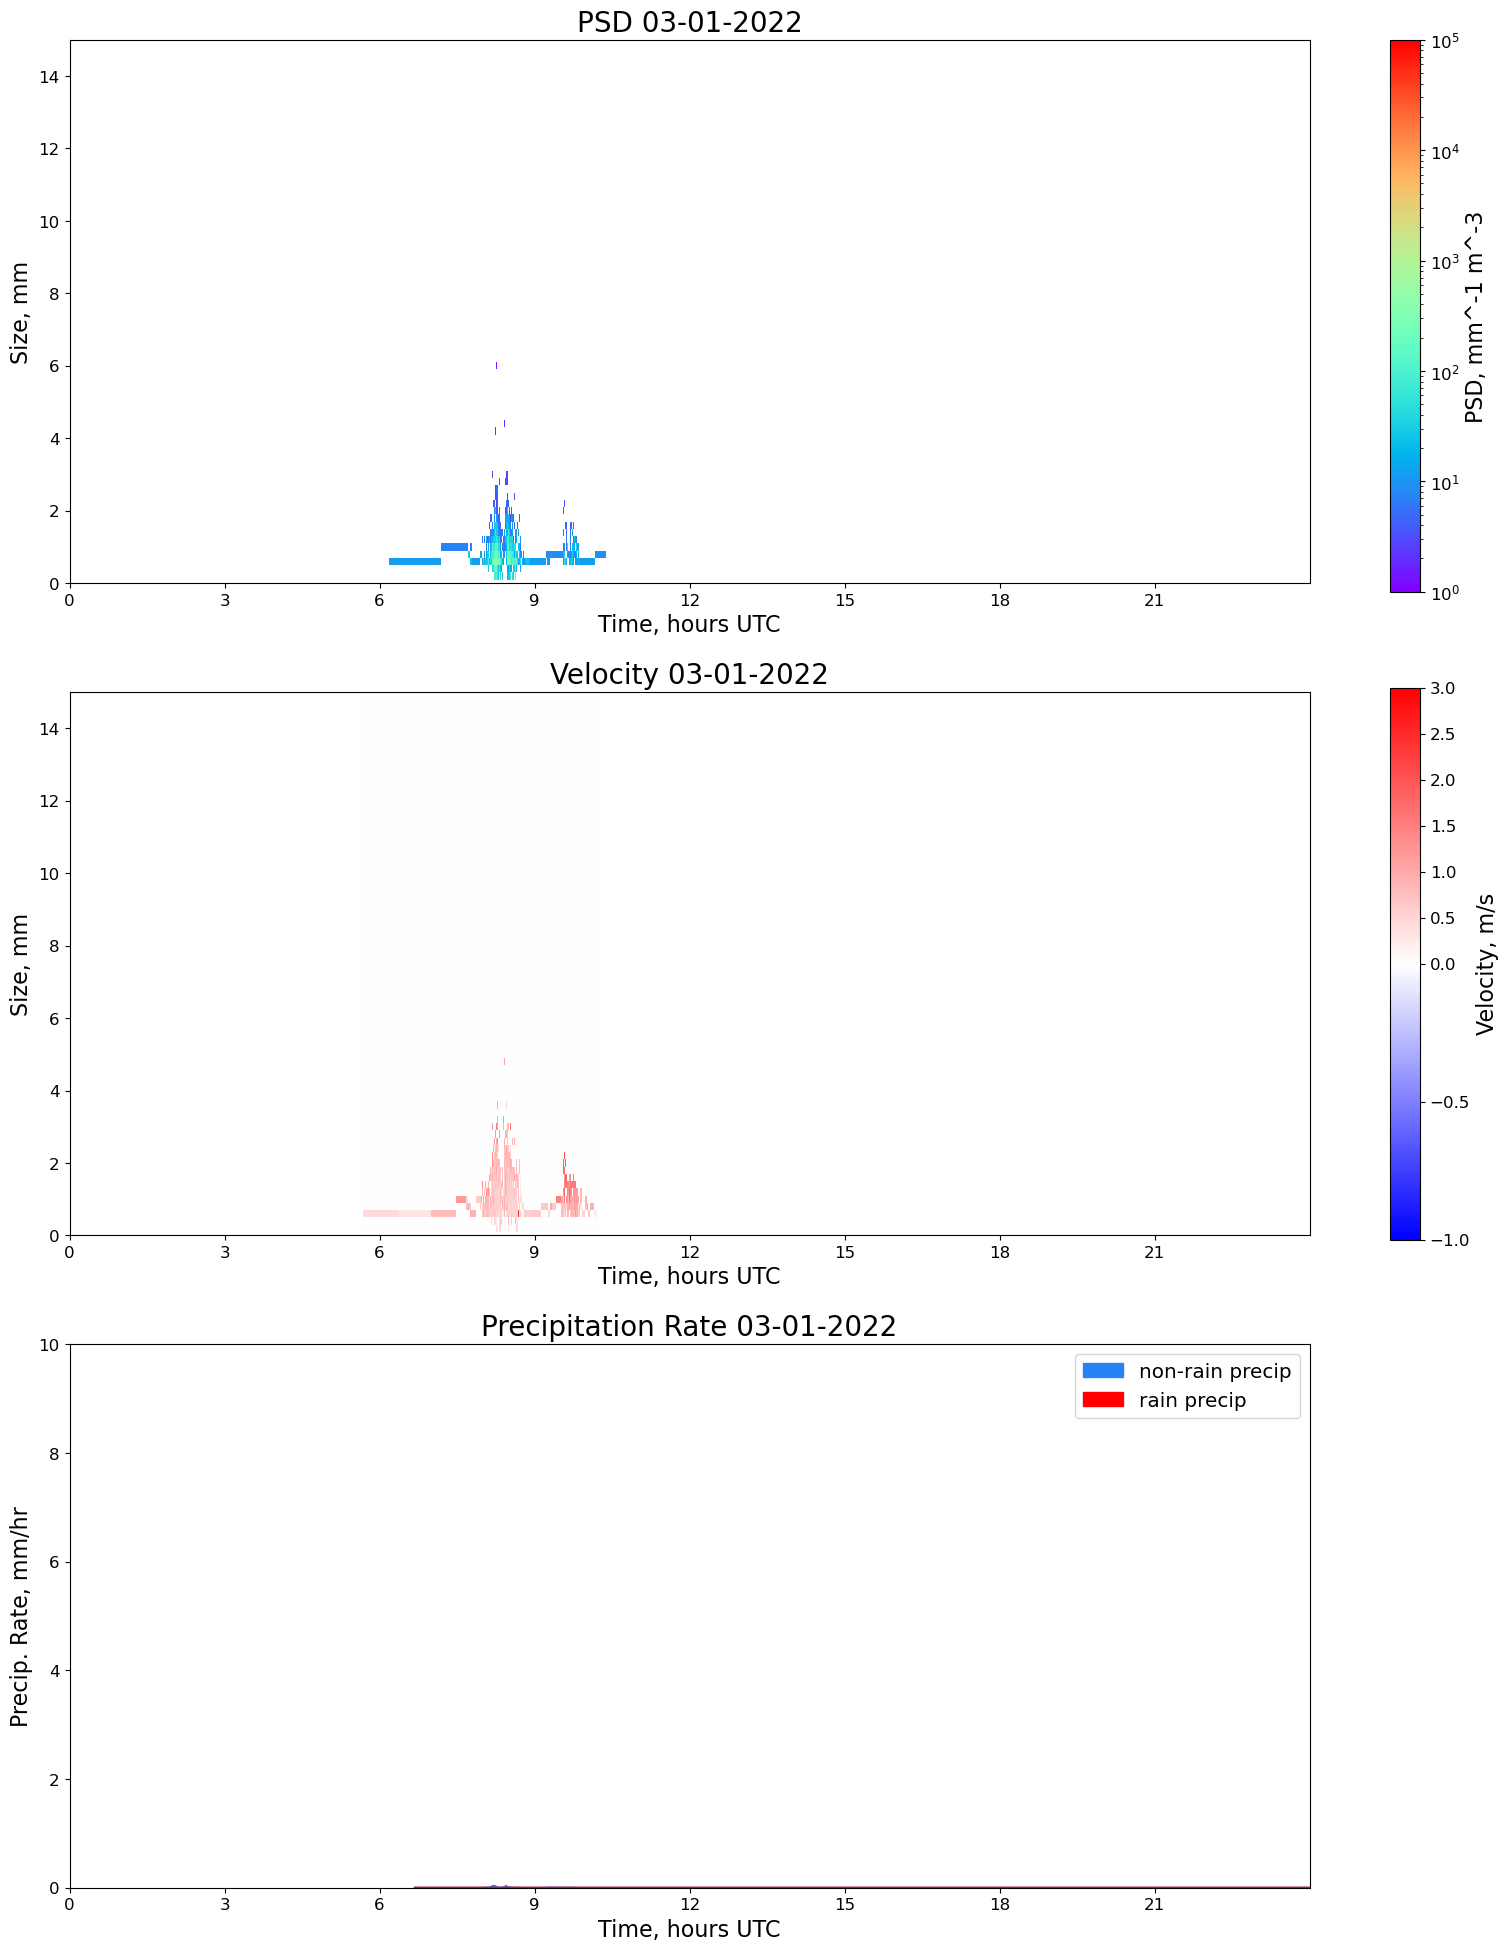 PSD 03-01-2022
14
12
10
8
6
4
2
0
Size, mm
0 3 6 9 12 15 18 21
Time, hours UTC
10^5
10^4
10^3
10^2
10^1
10^0
PSD, mm^-1 m^-3
Velocity 03-01-2022
14
12
10
8
6
4
2
0
Size, mm
0 3 6 9 12 15 18 21
Time, hours UTC
3.0
2.5
2.0
1.5
1.0
0.5
0.0
−0.5
−1.0
Velocity, m/s
Precipitation Rate 03-01-2022
10
8
6
4
2
0
Precip. Rate, mm/hr
non-rain precip
rain precip
0 3 6 9 12 15 18 21
Time, hours UTC